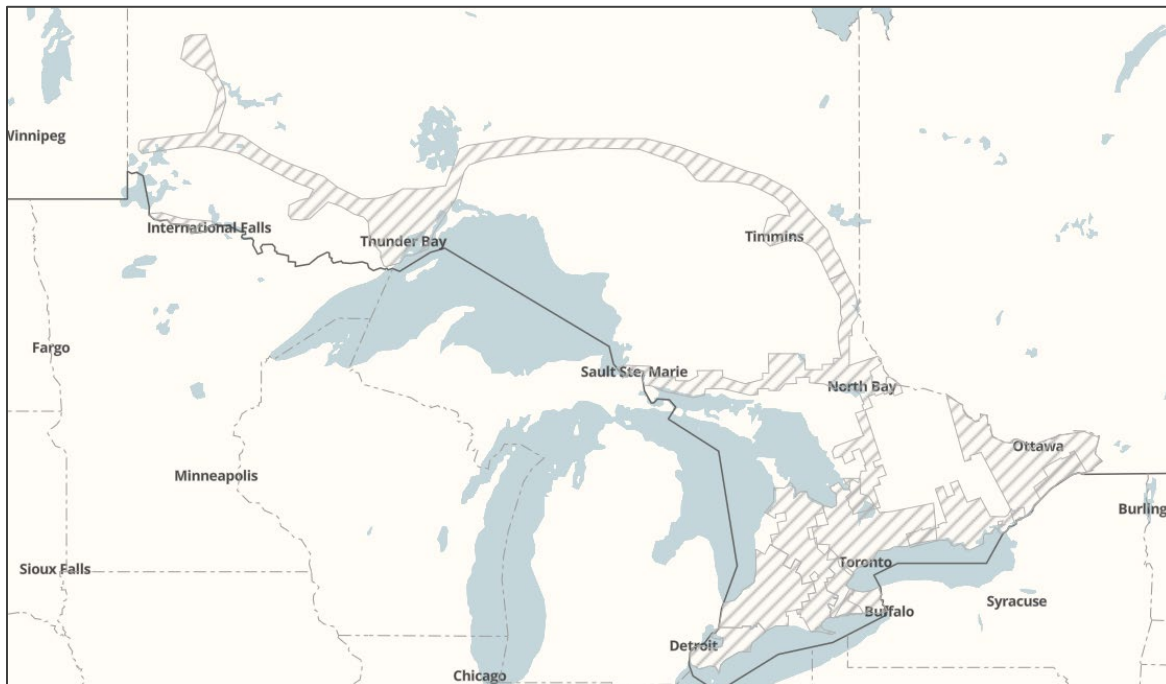 Winnipeg
International Falls
Thunder Bay
Timmins
Fargo
Sault Ste. Marie
North Bay
Minneapolis
Ottawa
Burling
Sioux Falls
Toronto
Syracuse
Buffalo
Detroit
Chicago